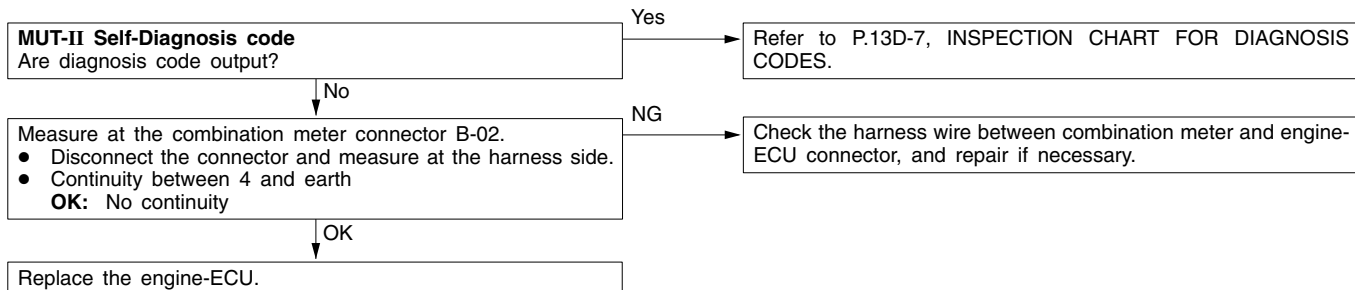 MUT-II Self-Diagnosis code
Are diagnosis code output?
Yes
Refer to P.13D-7, INSPECTION CHART FOR DIAGNOSIS
CODES.
No
Measure at the combination meter connector B-02.
● Disconnect the connector and measure at the harness side.
● Continuity between 4 and earth
OK: No continuity
NG
Check the harness wire between combination meter and engine-
ECU connector, and repair if necessary.
OK
Replace the engine-ECU.